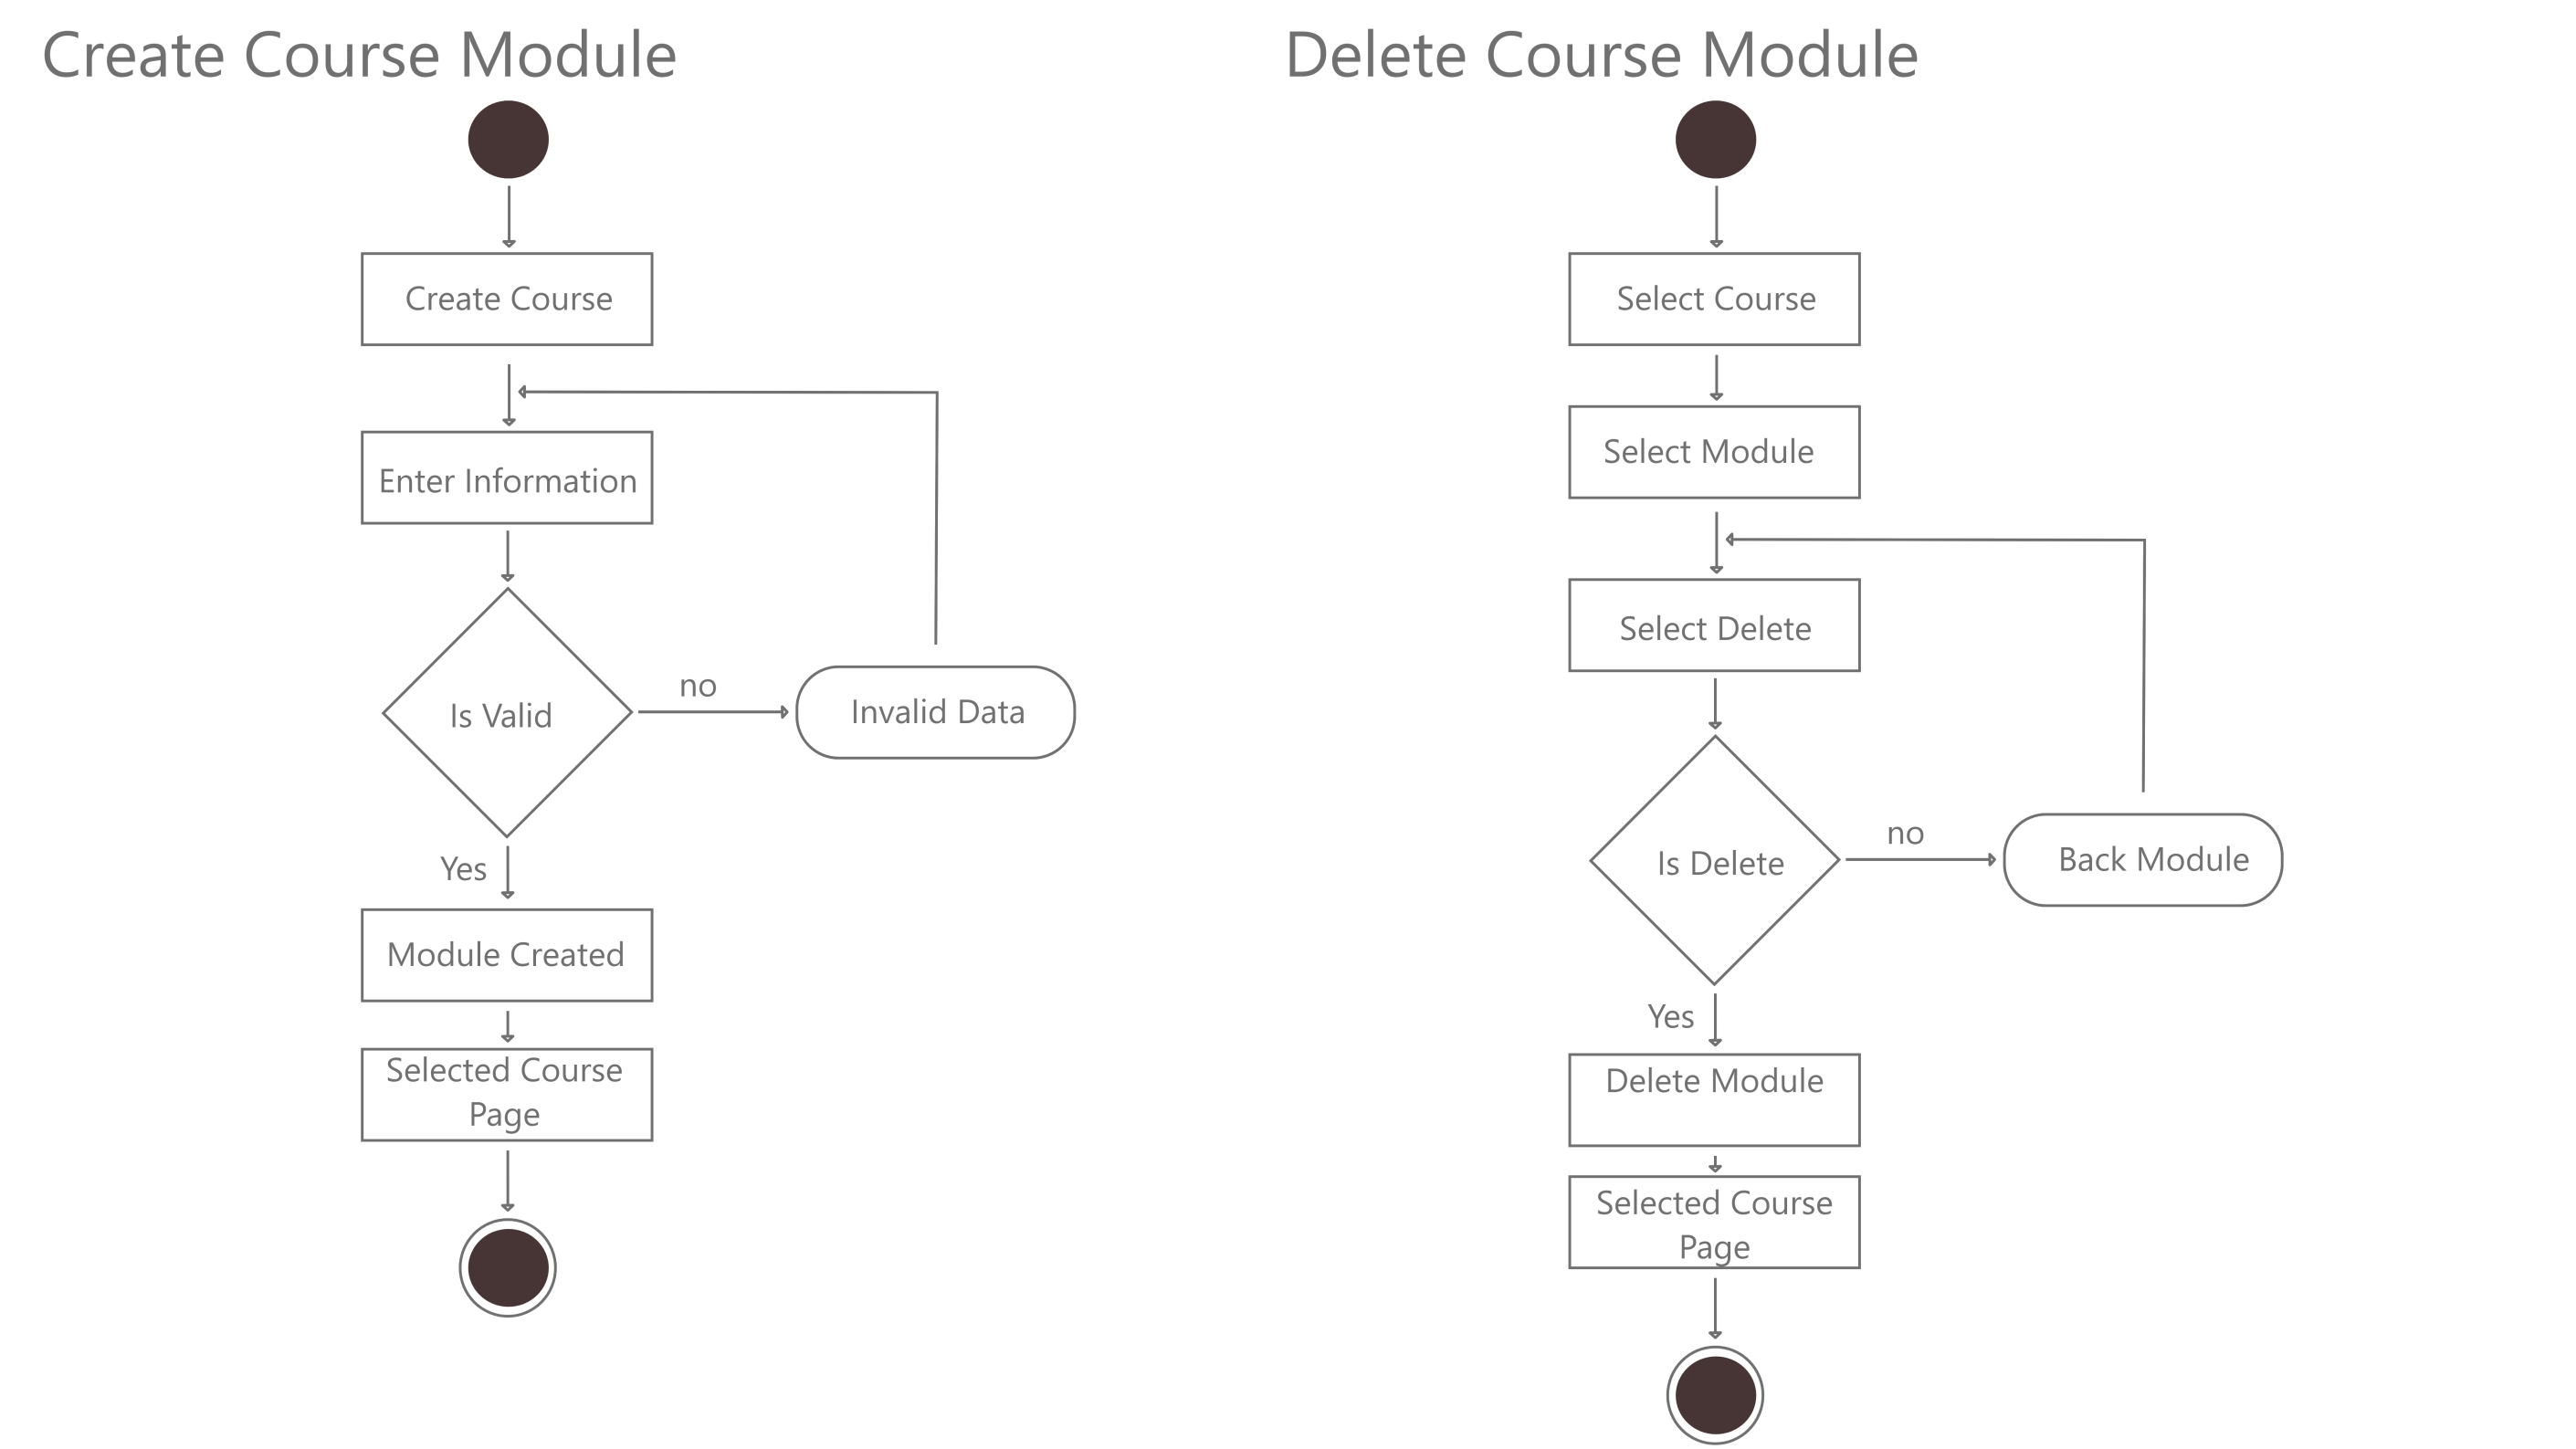 Create Course Module
Create Course
Enter Information
Is Valid
no
Invalid Data
Yes
Module Created
Selected Course
Page
Delete Course Module
Select Course
Select Module
Select Delete
Is Delete
no
Back Module
Yes
Delete Module
Selected Course
Page